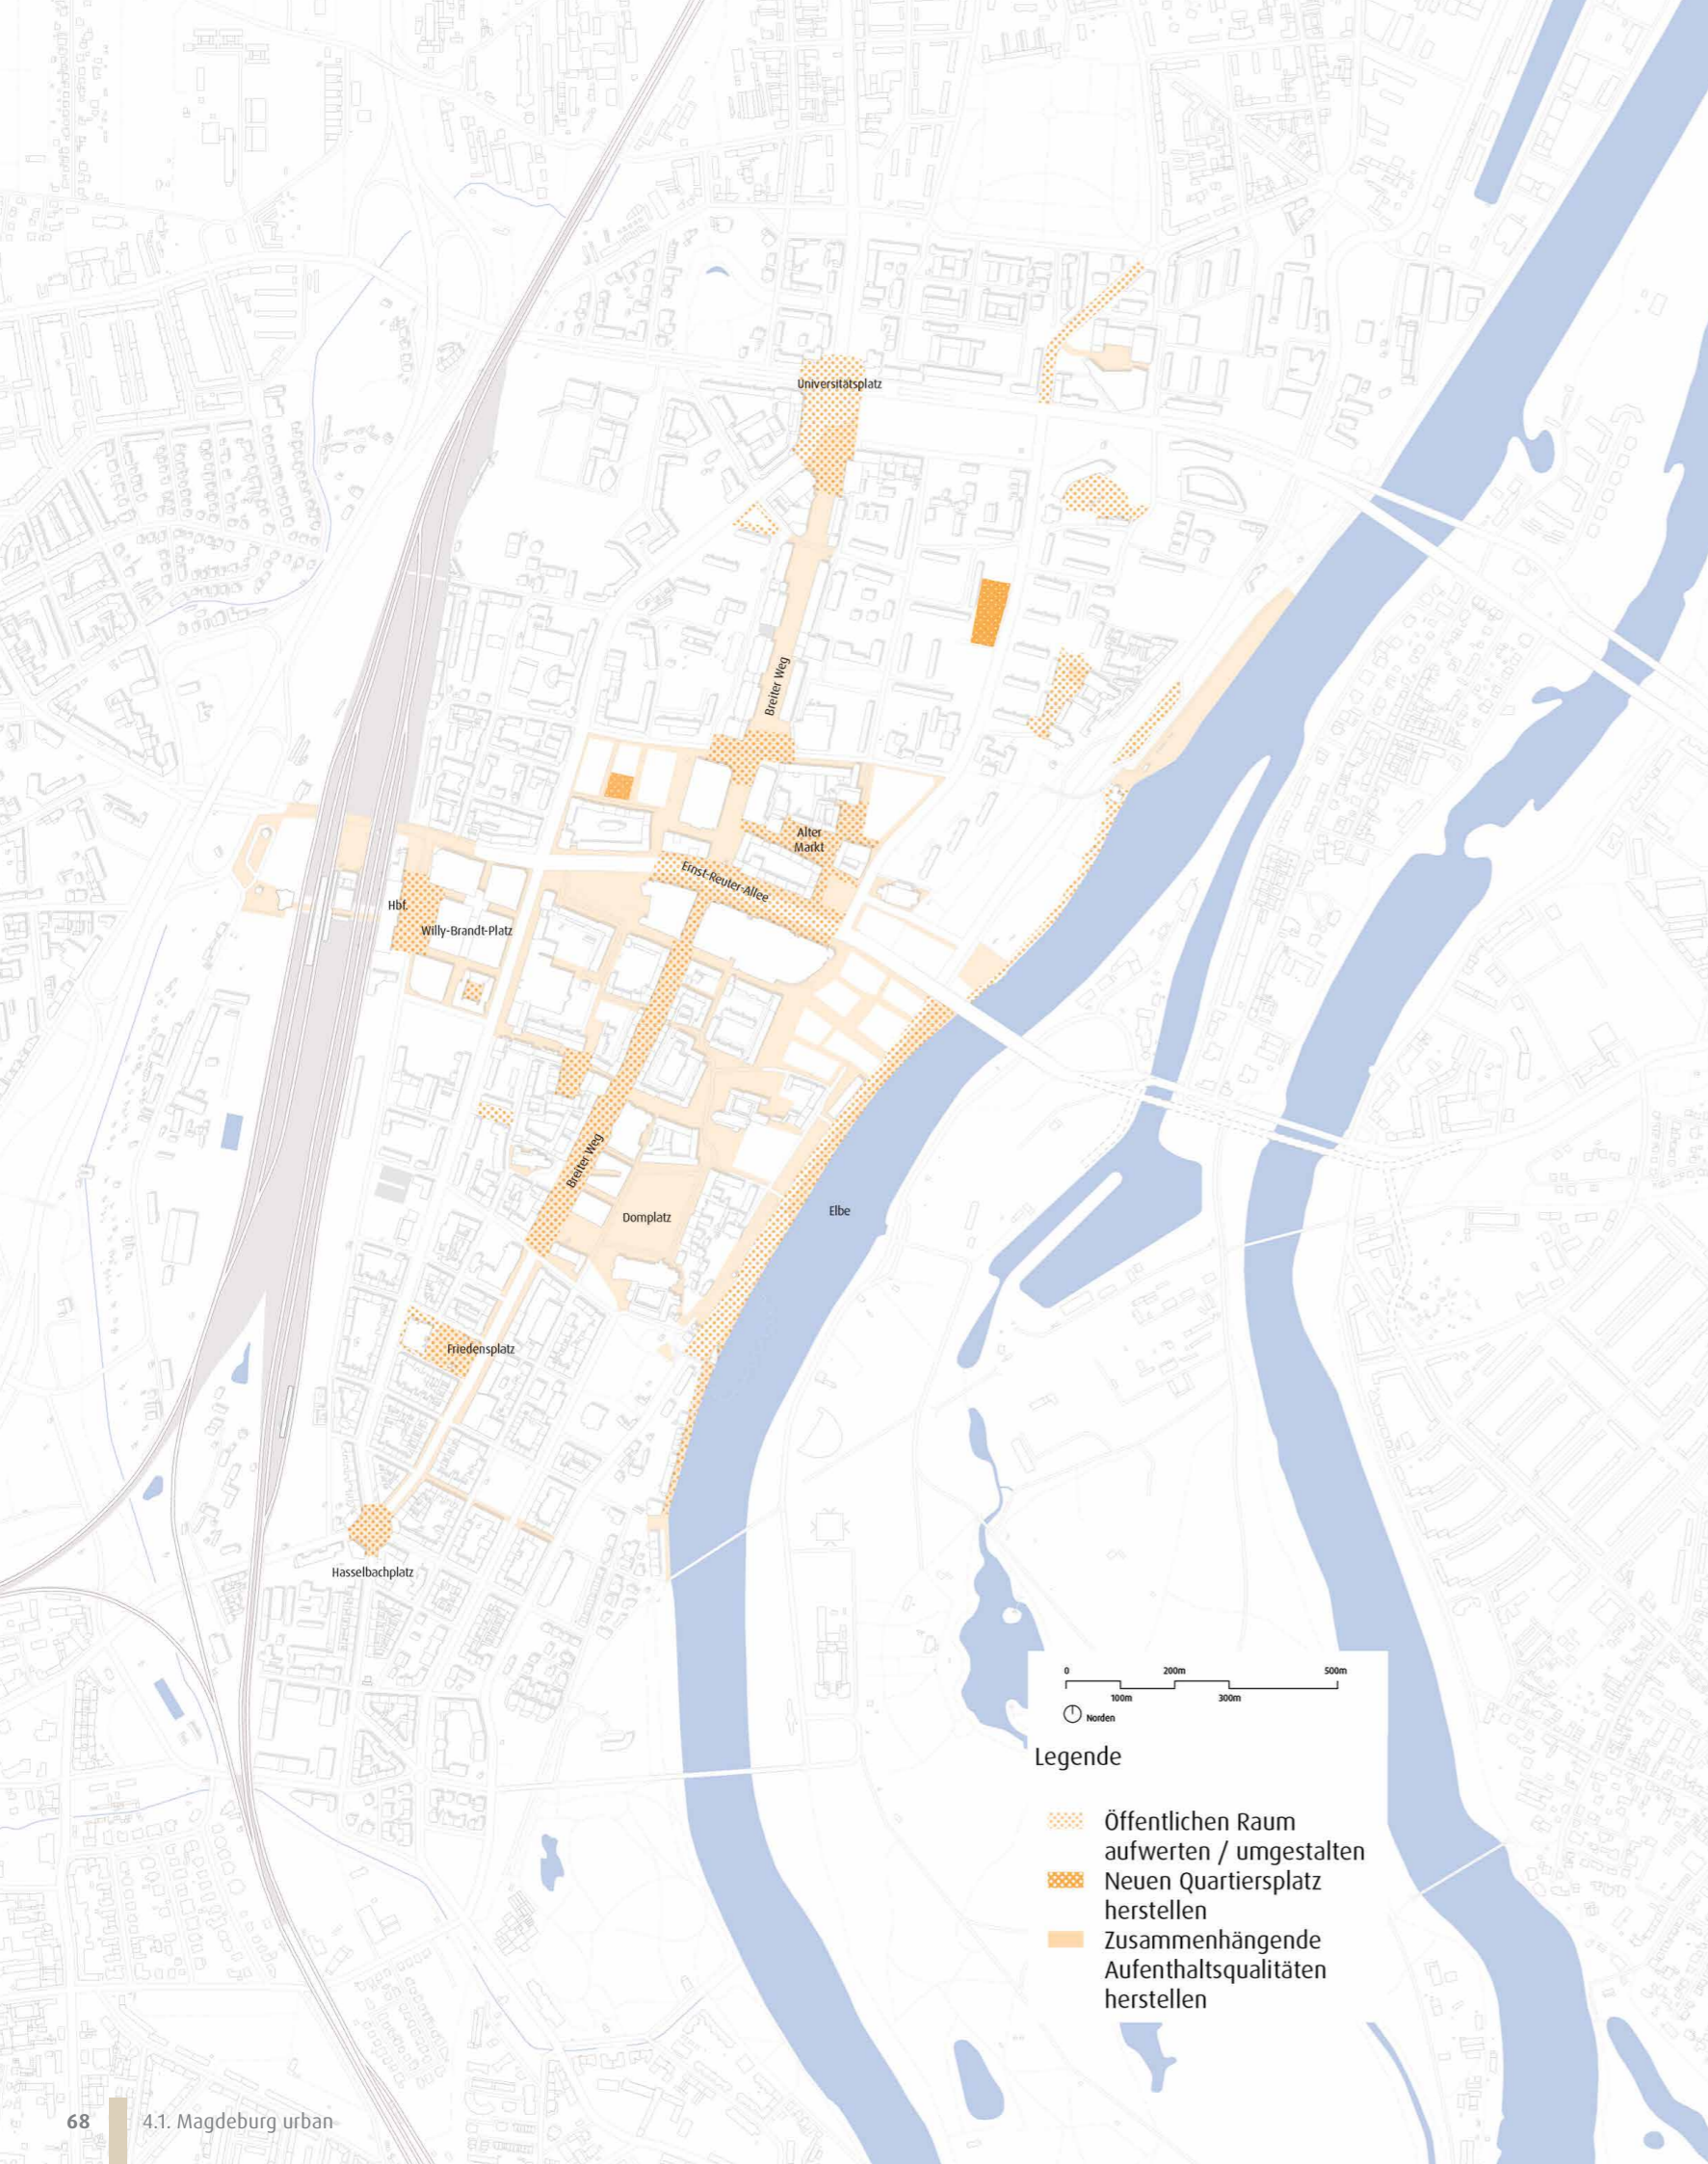 Universitätsplatz
Breiter Weg
Alter
Markt
Ernst-Reuter-Allee
Hbf.
Willy-Brandt-Platz
Breiter Weg
Domplatz
Elbe
Friedensplatz
Hasselbachplatz
0 200m 500m
100m 300m
Norden
Legende
Öffentlichen Raum
aufwerten / umgestalten
Neuen Quartiersplatz
herstellen
Zusammenhängende
Aufenthaltsqualitäten
herstellen
68 4.1. Magdeburg urban